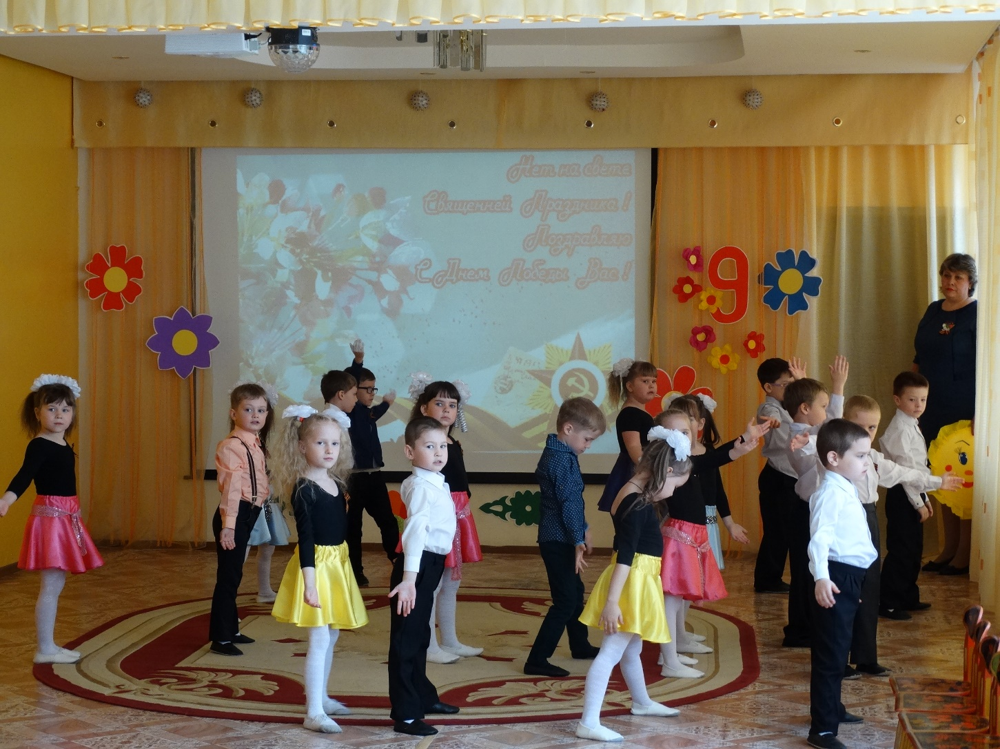 Нет на свете
Священней Праздника!
Поздравляю
С Днем Победы Вас!
9